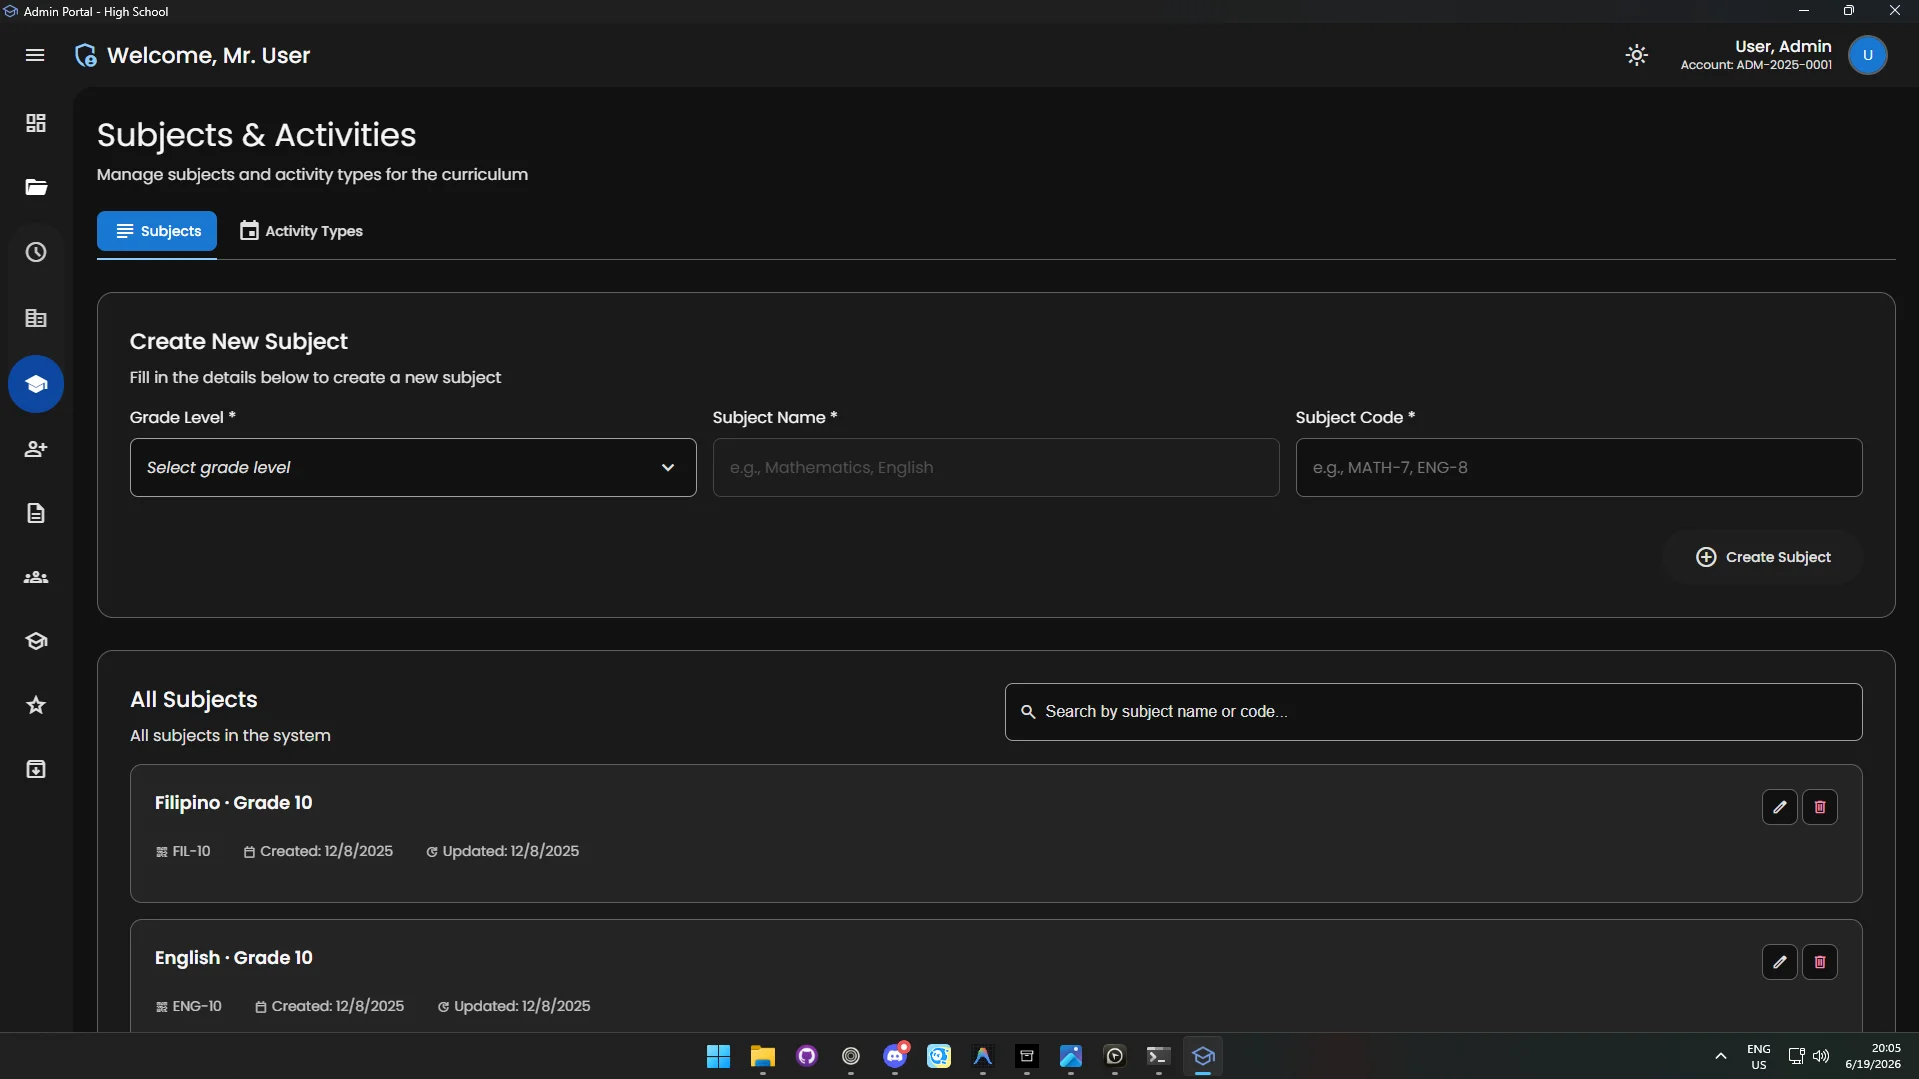 Admin Portal - High School
Welcome, Mr. User
User, Admin
Account: ADM-2025-0001
U
Subjects & Activities
Manage subjects and activity types for the curriculum
Subjects
Activity Types
Create New Subject
Fill in the details below to create a new subject
Grade Level *
Subject Name *
Subject Code *
Select grade level
e.g., Mathematics, English
e.g., MATH-7, ENG-8
Create Subject
All Subjects
All subjects in the system
Search by subject name or code...
Filipino · Grade 10
FIL-10
Created: 12/8/2025
Updated: 12/8/2025
English · Grade 10
ENG-10
Created: 12/8/2025
Updated: 12/8/2025
ENG
US
20:05
6/19/2026